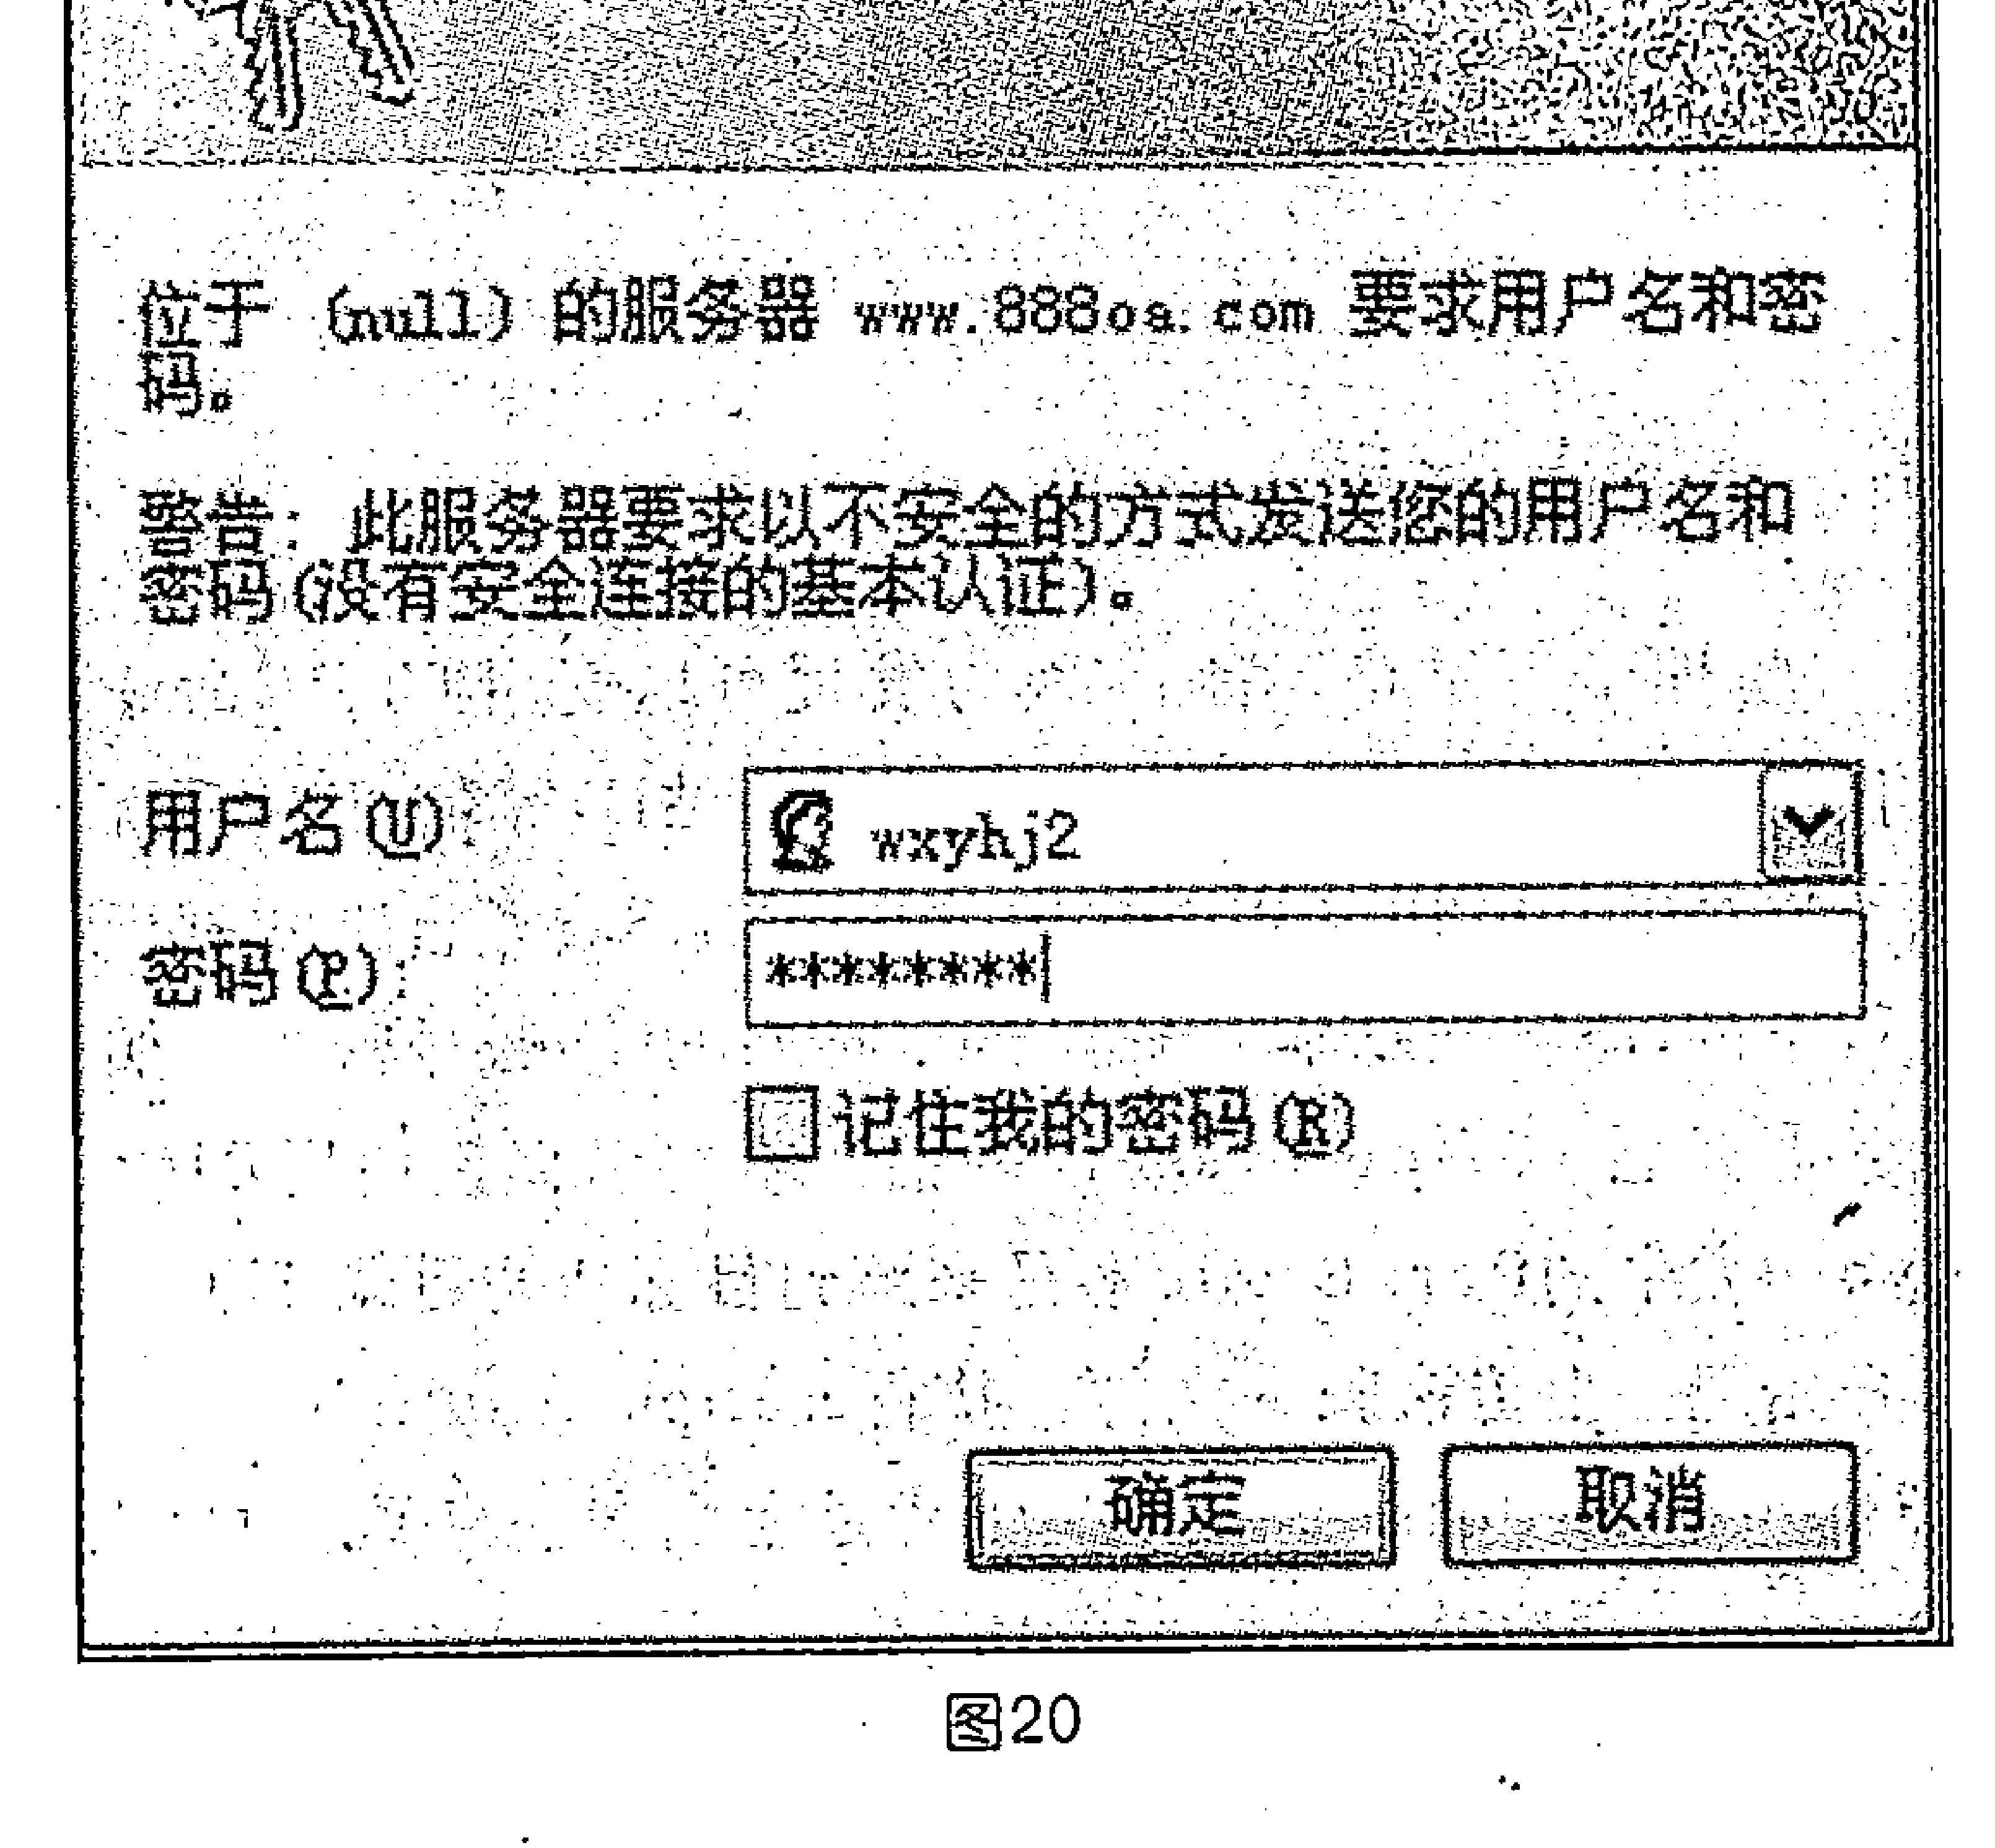 位于 (null) 的服务器 www.888oa.com 要求用户名和密
码。
警告: 此服务器要求以不安全的方式发送您的用户名和
密码(没有安全连接的基本认证)。
用户名(U): wxyhj2
密码(P): ********
记住我的密码(R)
确定 取消
图20